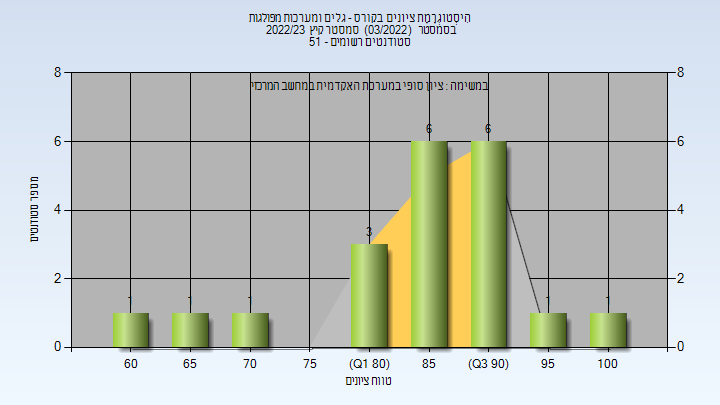 היסטוגרמת ציונים בקורס - גלים ומערכות מפולגות
בסמסטר (03/2022) סמסטר קיץ 2022/23
סטודנטים רשומים - 51
במשימה : ציון סופי במערכת האקדמית במחשב המרכזי
8 8
6 6
4 4
2 2
0 0
מספר סטודנטים
1 1 1 3 6 6 1 1
60 65 70 75 (Q1 80) 85 (Q3 90) 95 100
טווח ציונים